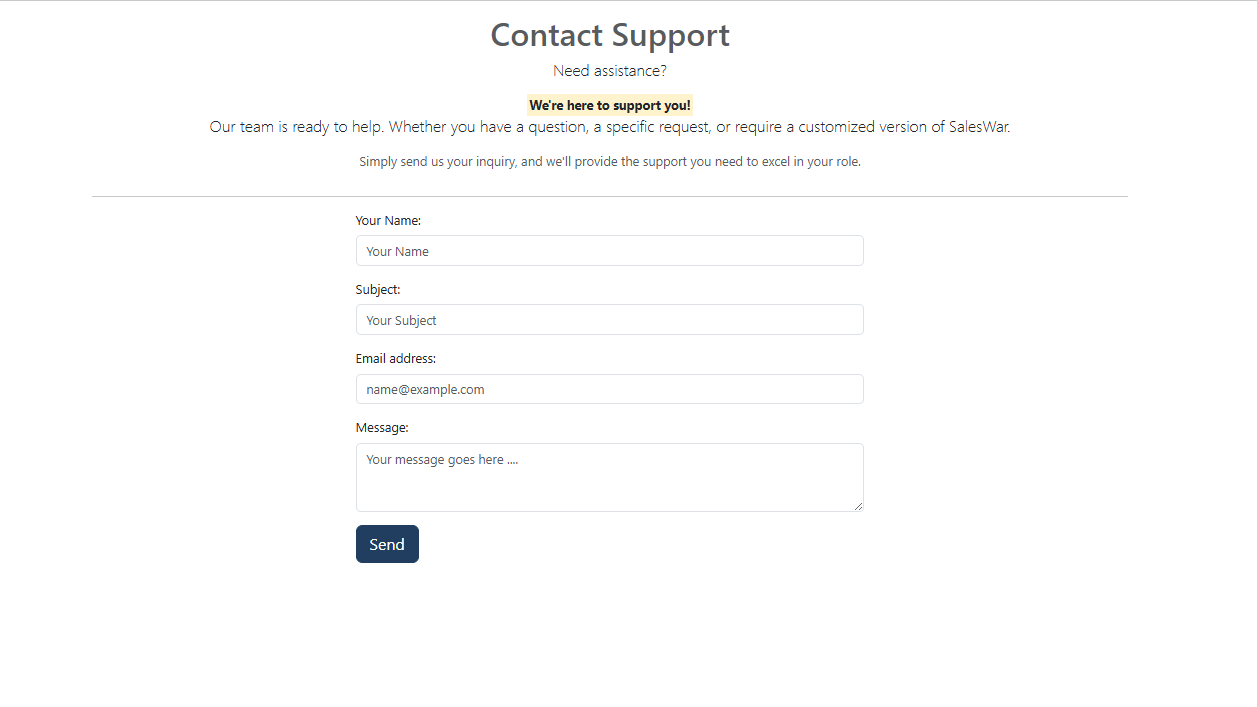 Contact Support
Need assistance?
We're here to support you!
Our team is ready to help. Whether you have a question, a specific request, or require a customized version of SalesWar.
Simply send us your inquiry, and we'll provide the support you need to excel in your role.
Your Name:
Your Name
Subject:
Your Subject
Email address:
name@example.com
Message:
Your message goes here ....
Send